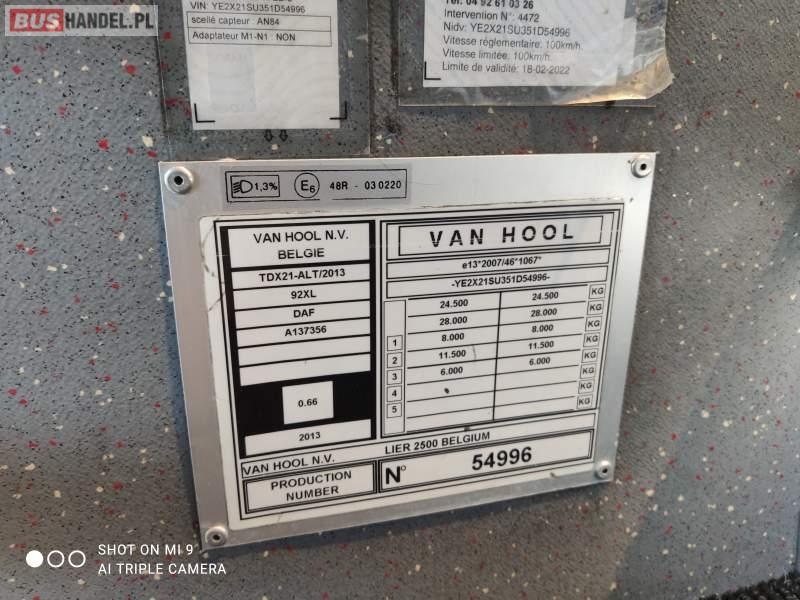 BUSHANDEL.PL
VIN: YE2X21SU351D54996
scellé capteur : AN84
Adaptateur M1-N1 : NON
Tél. 04 92 61 03 26
Intervention N°: 4472
Nidv: YE2X21SU351D54996
Vitesse réglementaire: 100km/h.
Vitesse limitée: 100km/h
Limite de validité: 18-02-2022
1,3% E6 48R - 03 0220
VAN HOOL N.V.
BELGIE
TDX21-ALT/2013
92XL
DAF
A137356
0.66
2013
VAN HOOL
e13*2007/46*1067*
-YE2X21SU351D54996-
24.500 24.500 KG
28.000 28.000 KG
1 8.000 8.000 KG
2 11.500 11.500 KG
3 6.000 6.000 KG
4 KG
5 KG
VAN HOOL N.V. LIER 2500 BELGIUM
PRODUCTION
NUMBER
N° 54996
SHOT ON MI 9
AI TRIPLE CAMERA